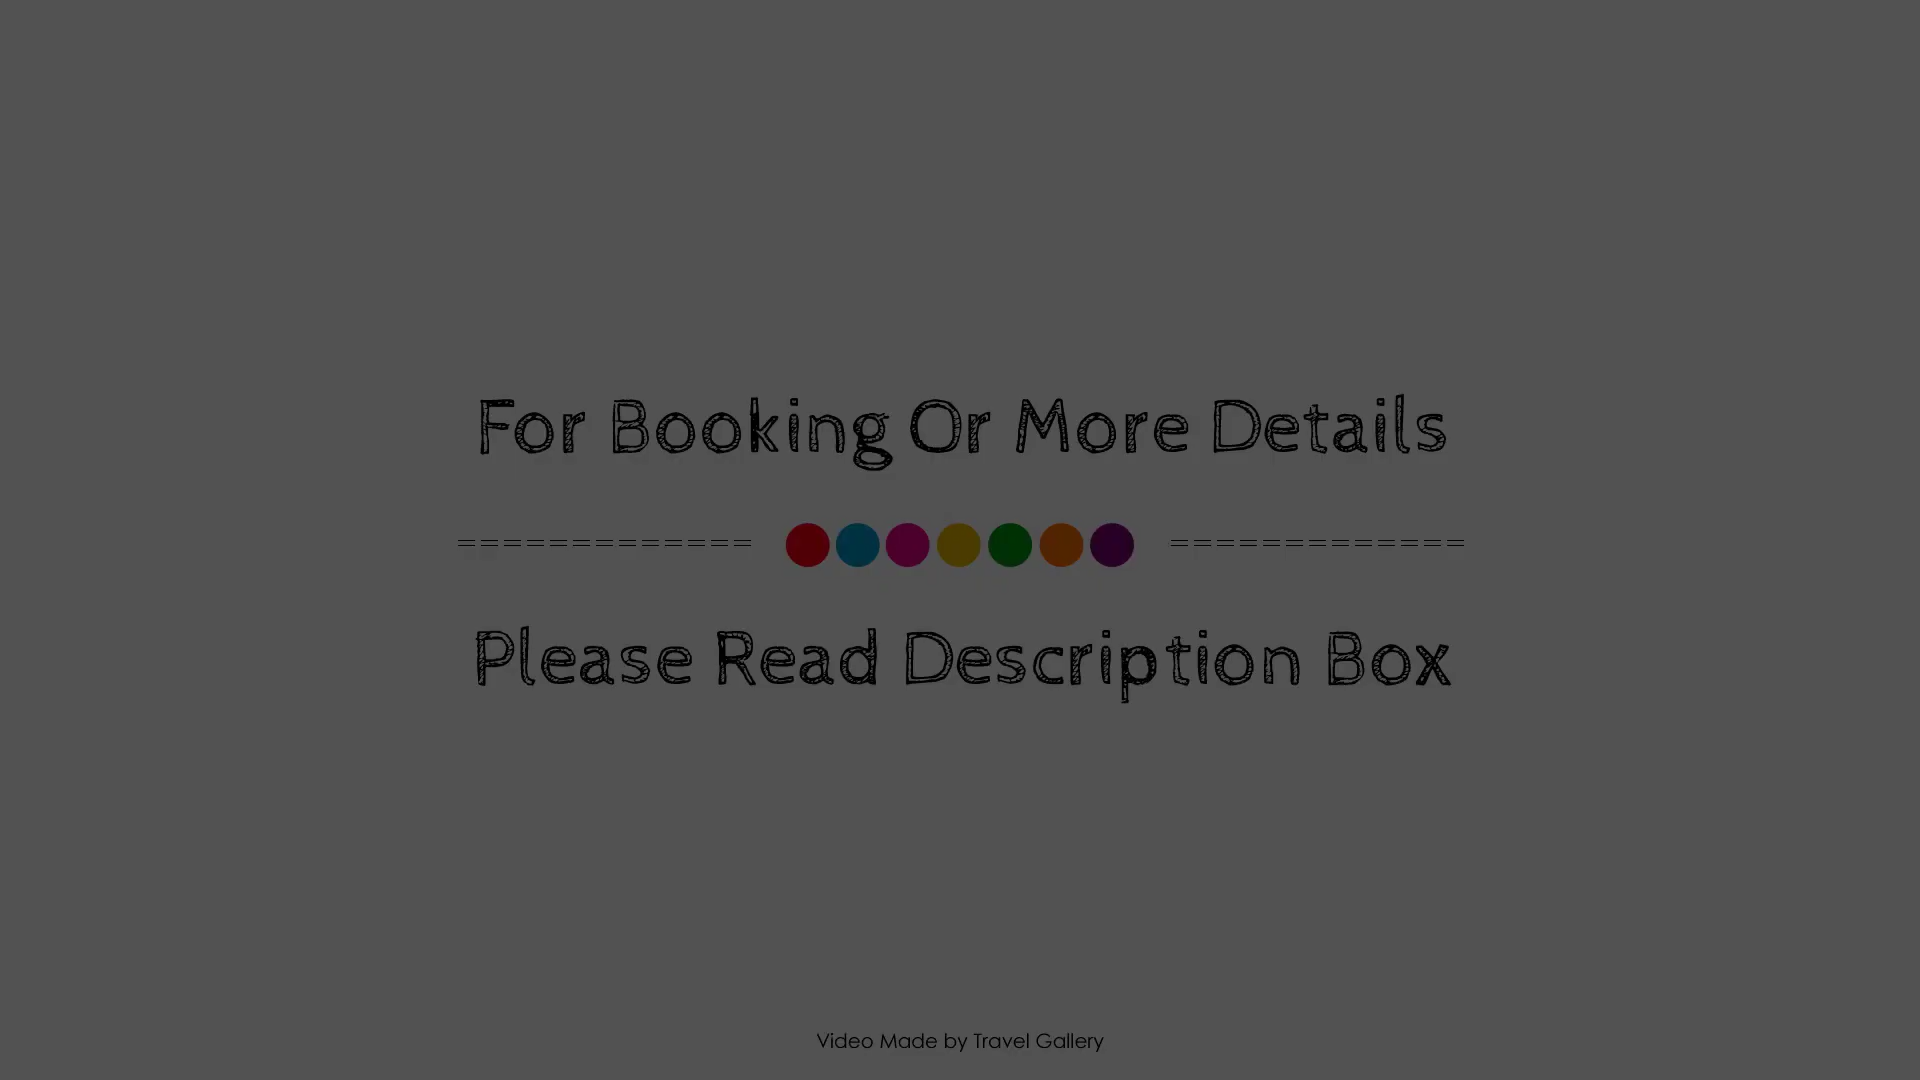 For Booking Or More Details
============= =============
Please Read Description Box
Video Made by Travel Gallery